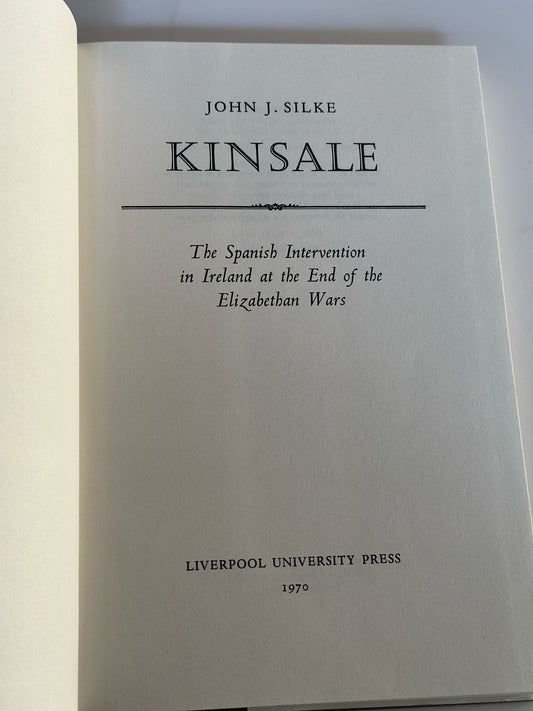 JOHN J. SILKE
KINSALE
The Spanish Intervention
in Ireland at the End of the
Elizabethan Wars
LIVERPOOL UNIVERSITY PRESS
1970